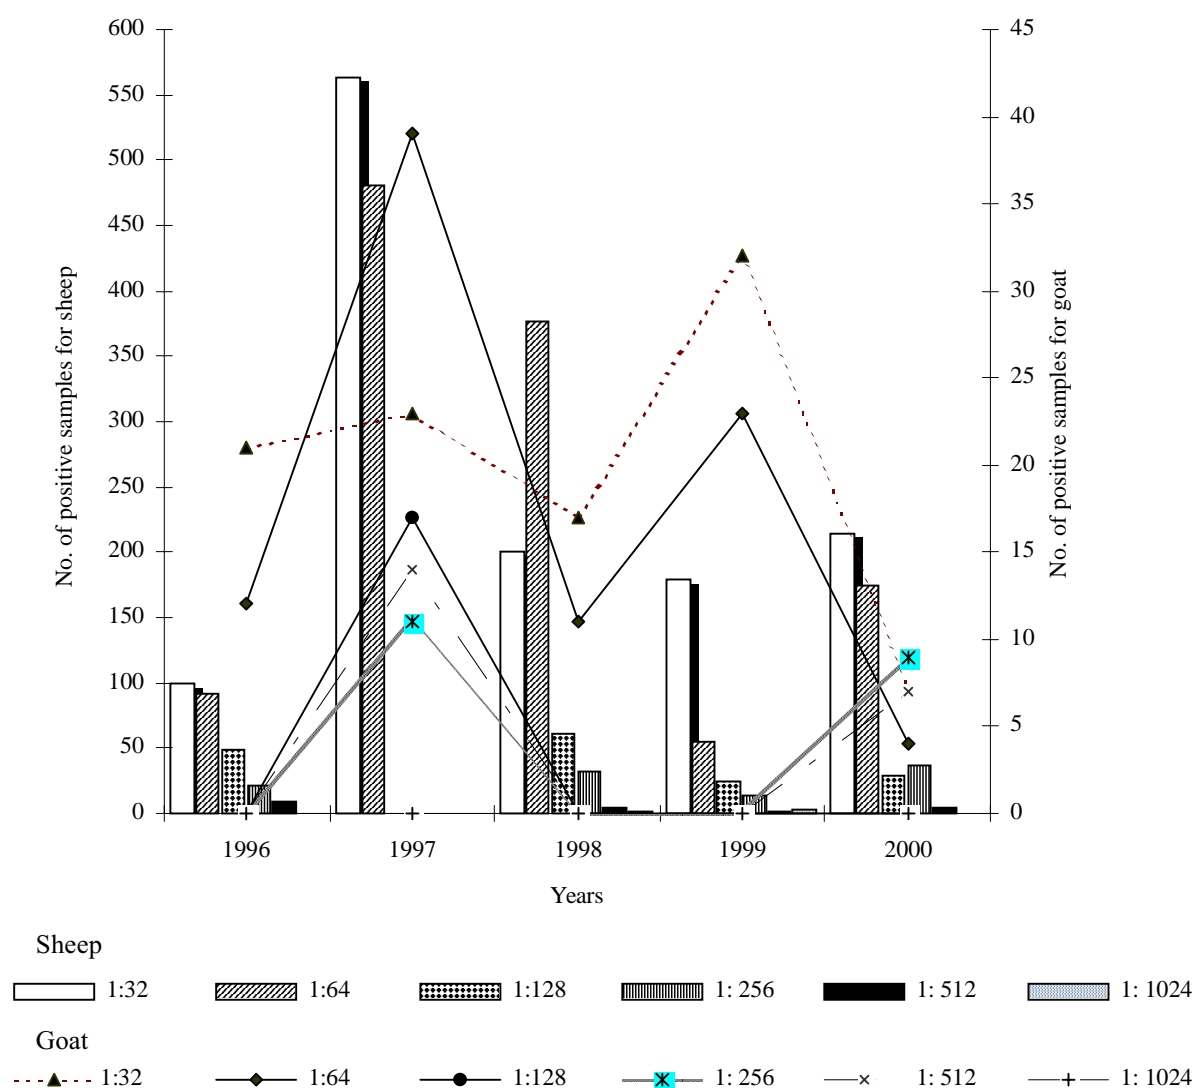 600
550
500
450
400
350
300
250
200
150
100
50
0
No. of positive samples for sheep
45
40
35
30
25
20
15
10
5
0
No. of positive samples for goat
1996 1997 1998 1999 2000
Years
Sheep
1:32 1:64 1:128 1: 256 1: 512 1: 1024
Goat
1:32 1:64 1:128 1: 256 1: 512 1: 1024